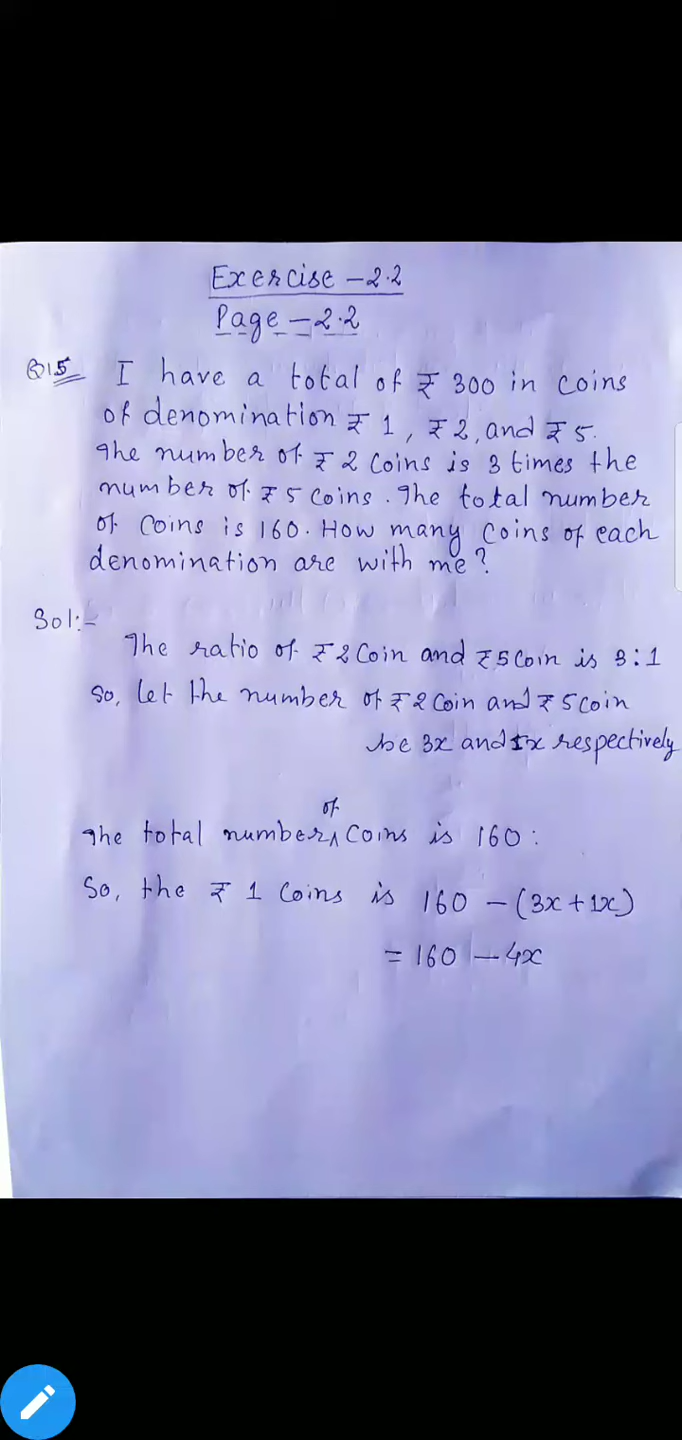 Exercise - 2.2
Page - 2.2
Q15 I have a total of ₹ 300 in coins
of denomination ₹ 1, ₹ 2, and ₹ 5.
The number of ₹ 2 coins is 3 times the
number of ₹ 5 coins. The total number
of coins is 160. How many coins of each
denomination are with me?
Sol:-
The ratio of ₹ 2 coin and ₹ 5 coin is 3:1
So, let the number of ₹ 2 coin and ₹ 5 coin
be 3x and 1x respectively
The total number of coins is 160:
So, the ₹ 1 coins is 160 - (3x + 1x)
= 160 - 4x